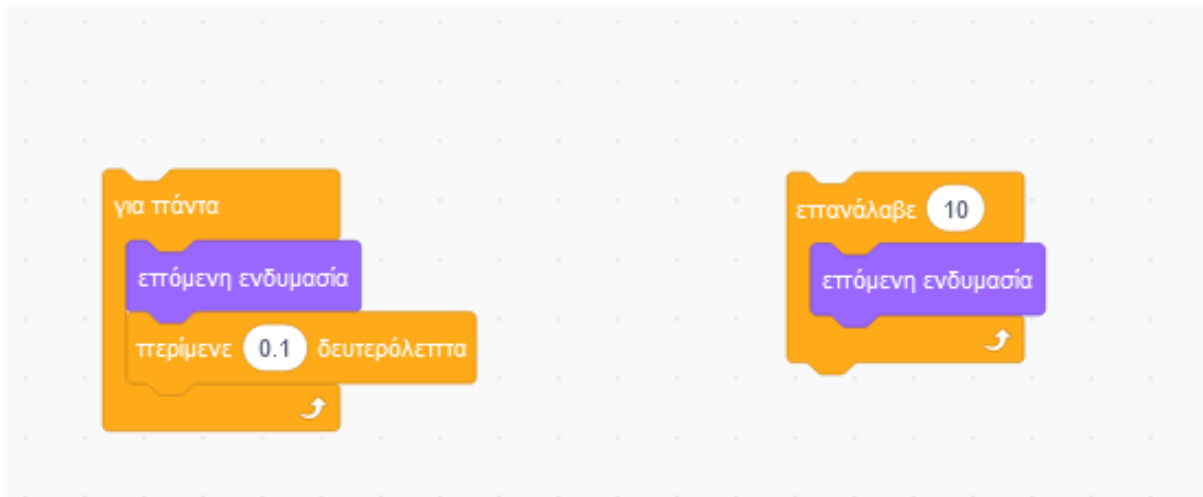 για πάντα
επόμενη ενδυμασία
περίμενε 0.1 δευτερόλεπτα
επανάλαβε 10
επόμενη ενδυμασία